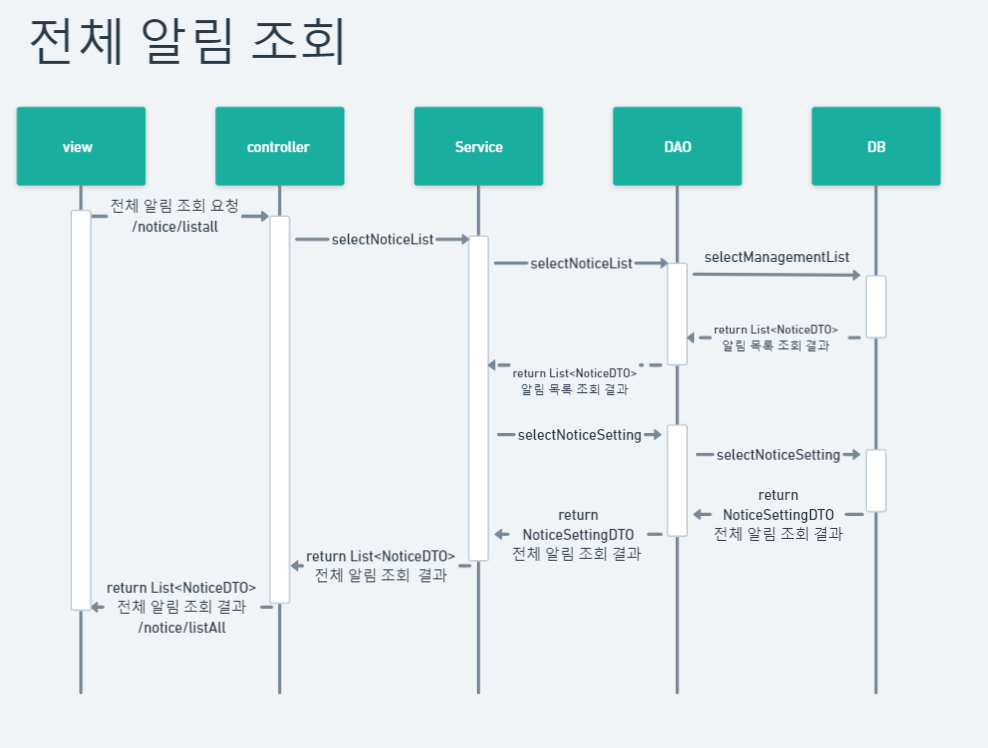 전체 알림 조회
view
controller
Service
DAO
DB
전체 알림 조회 요청
/notice/listall
selectNoticeList
selectNoticeList
selectManagementList
return List<NoticeDTO>
알림 목록 조회 결과
return List<NoticeDTO>
알림 목록 조회 결과
selectNoticeSetting
selectNoticeSetting
return
NoticeSettingDTO
전체 알림 조회 결과
return
NoticeSettingDTO
전체 알림 조회 결과
return List<NoticeDTO>
전체 알림 조회 결과
return List<NoticeDTO>
전체 알림 조회 결과
/notice/listAll